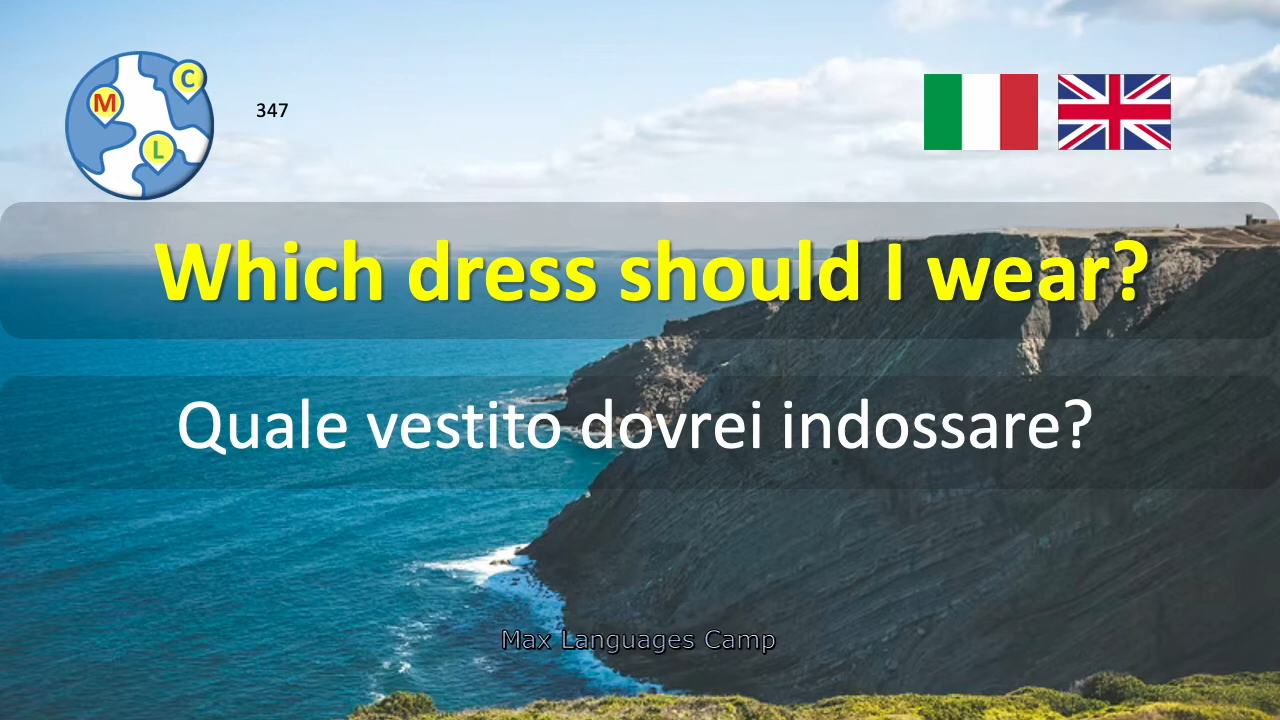 C
M
L
347
Which dress should I wear?
Quale vestito dovrei indossare?
Max Languages Camp